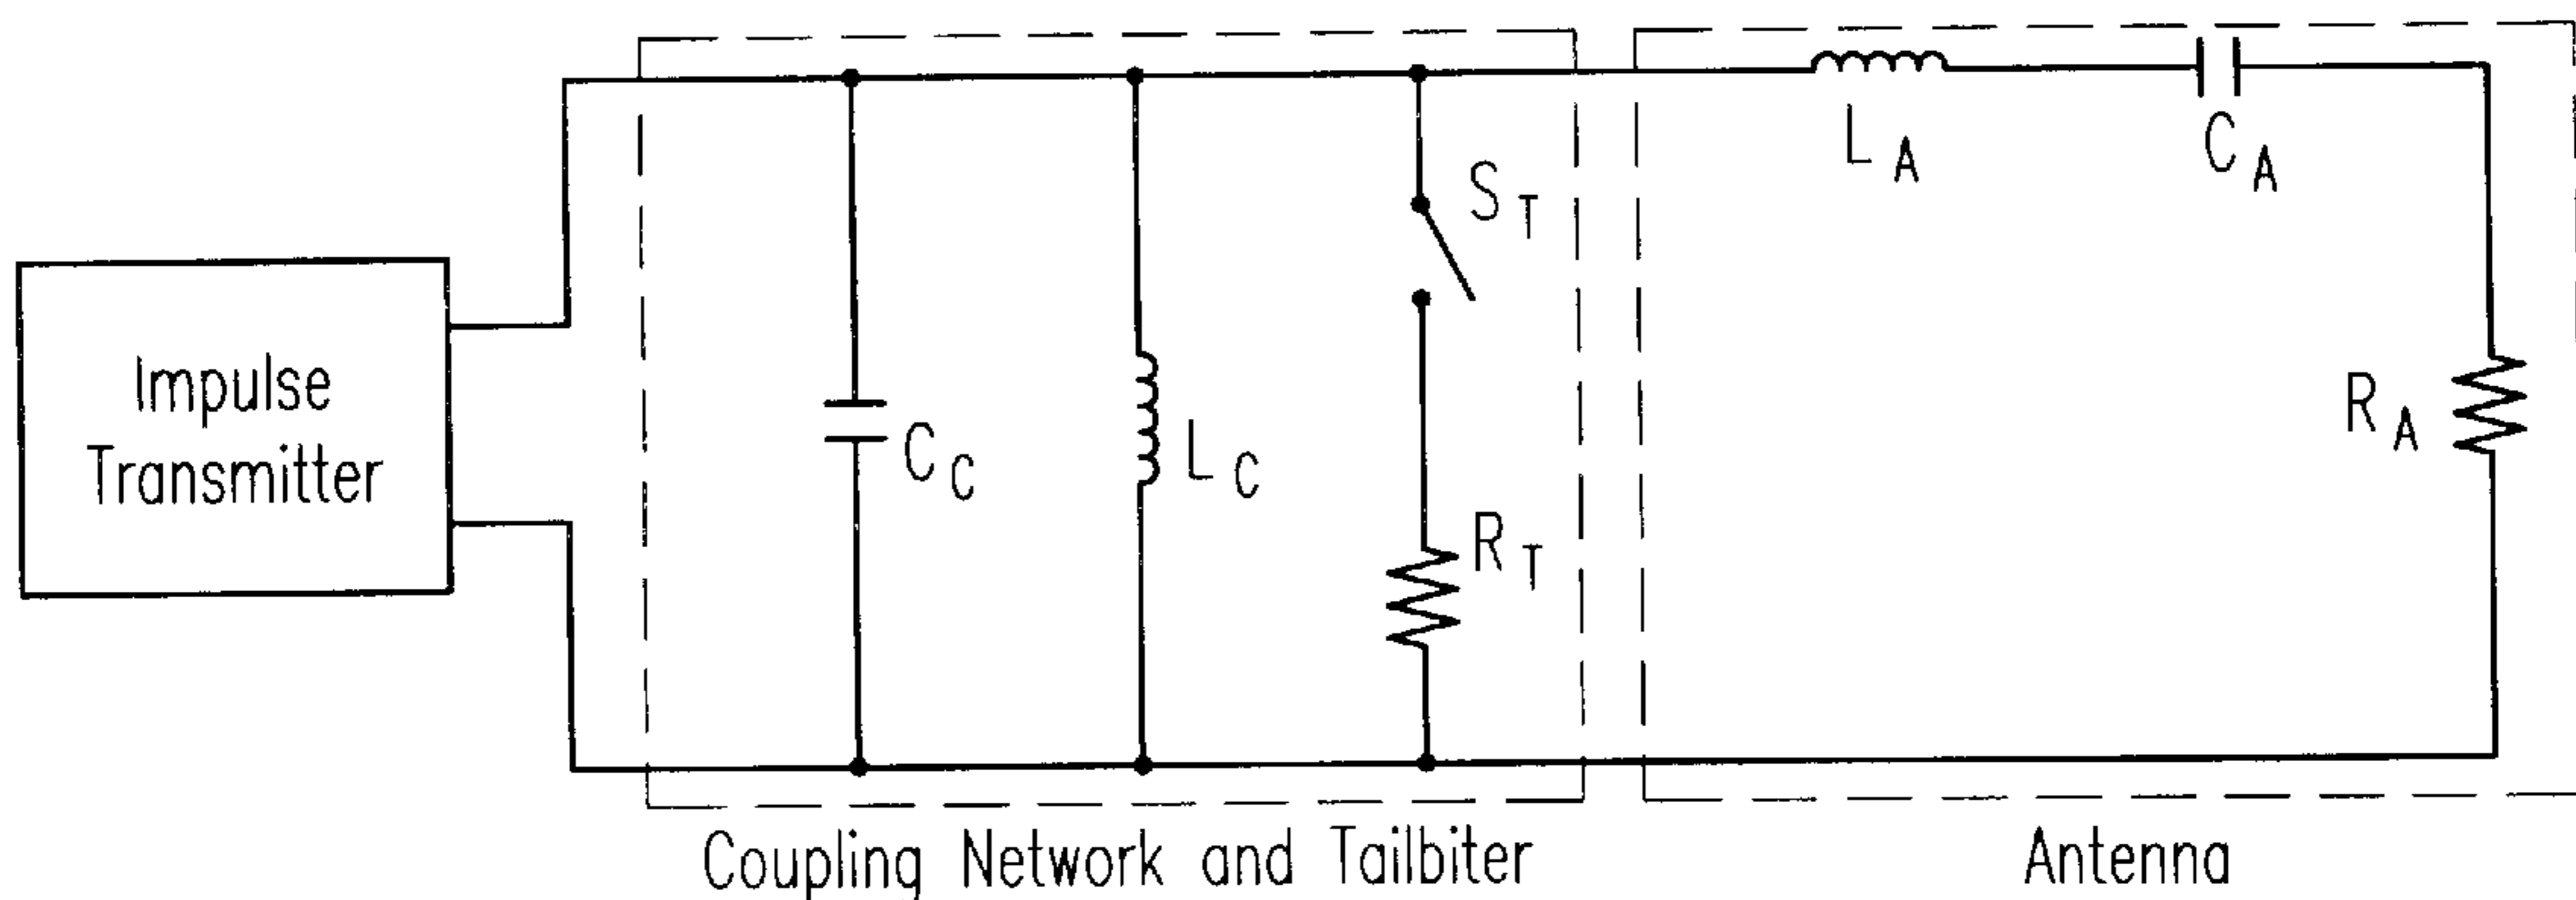 Impulse
Transmitter
C C
L C
S T
R T
L A
C A
R A
Coupling Network and Tailbiter
Antenna